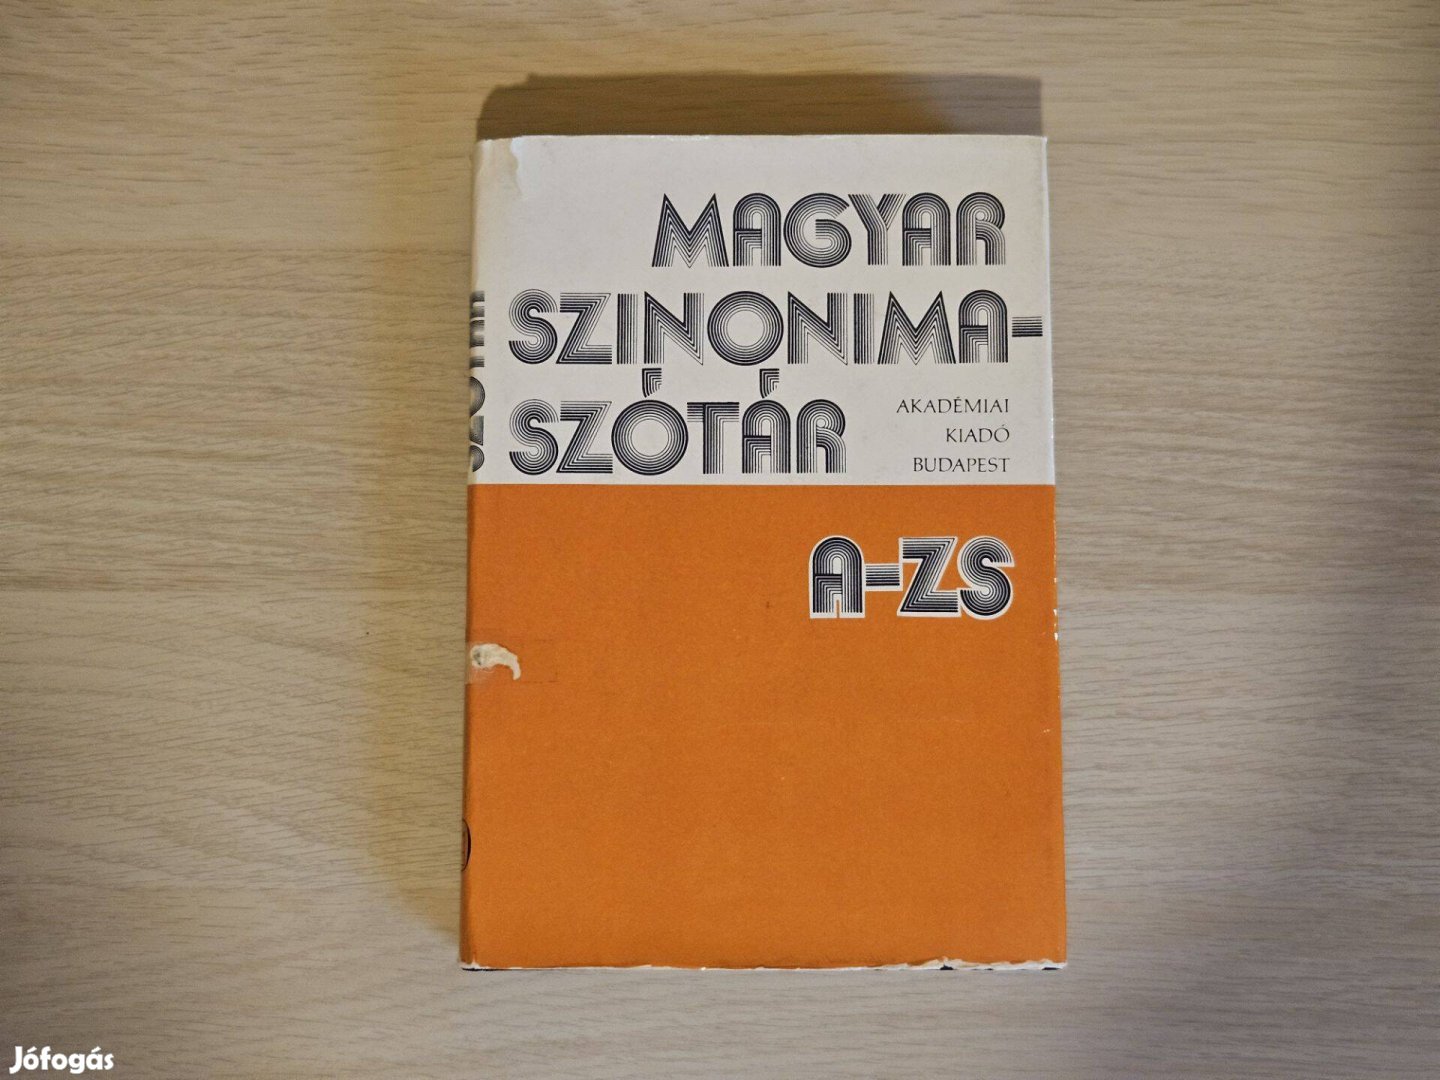 MAGYAR
SZINONIMA-
SZÓTÁR
AKADÉMIAI
KIADÓ
BUDAPEST
A-ZS
Jófogás